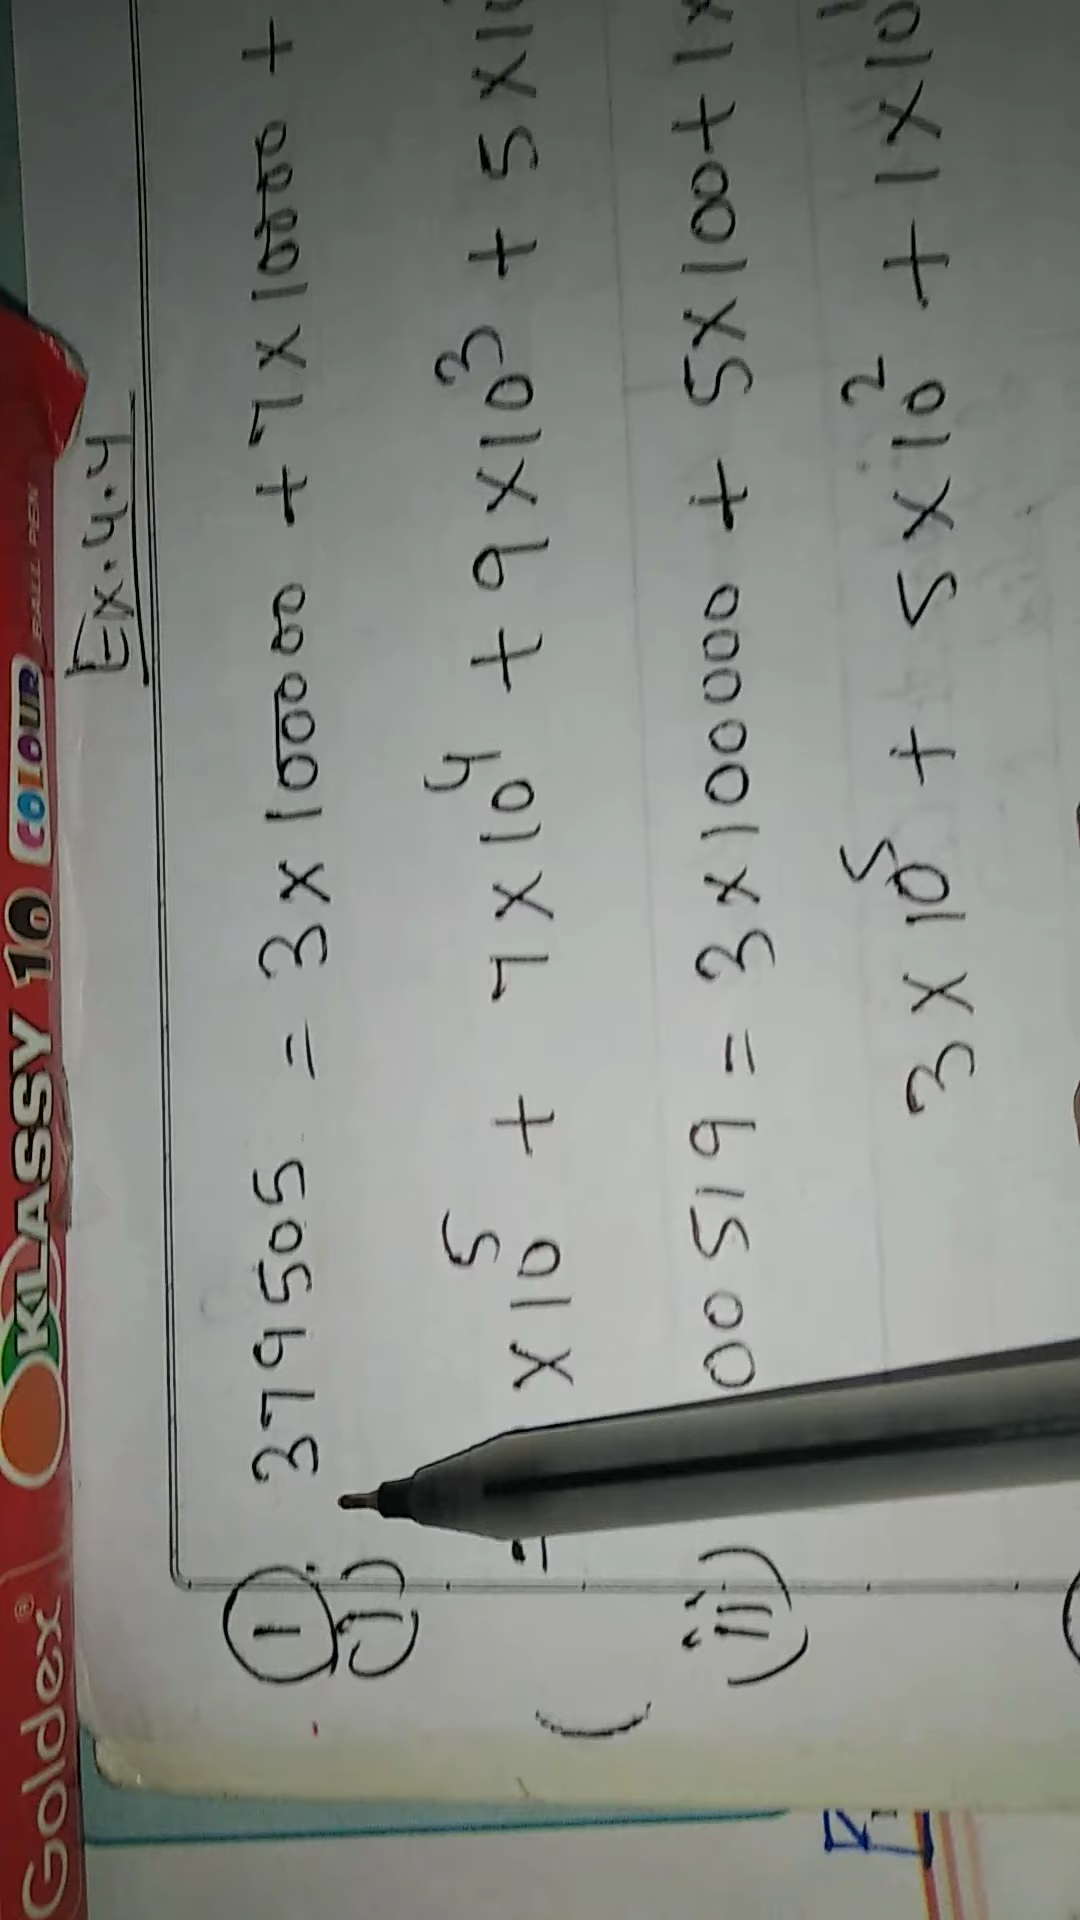 Goldex® KLASSY 10 COLOUR BALL PEN
Ex.4.4
① 379505 = 3×100000 + 7×10000 +
(i)
= ×10⁵ + 7×10⁴ + 9×10³ + 5×10
(ii) 00519 = 3×100000 + 5×100+1×
3×10⁵ + 5×10² + 1×10